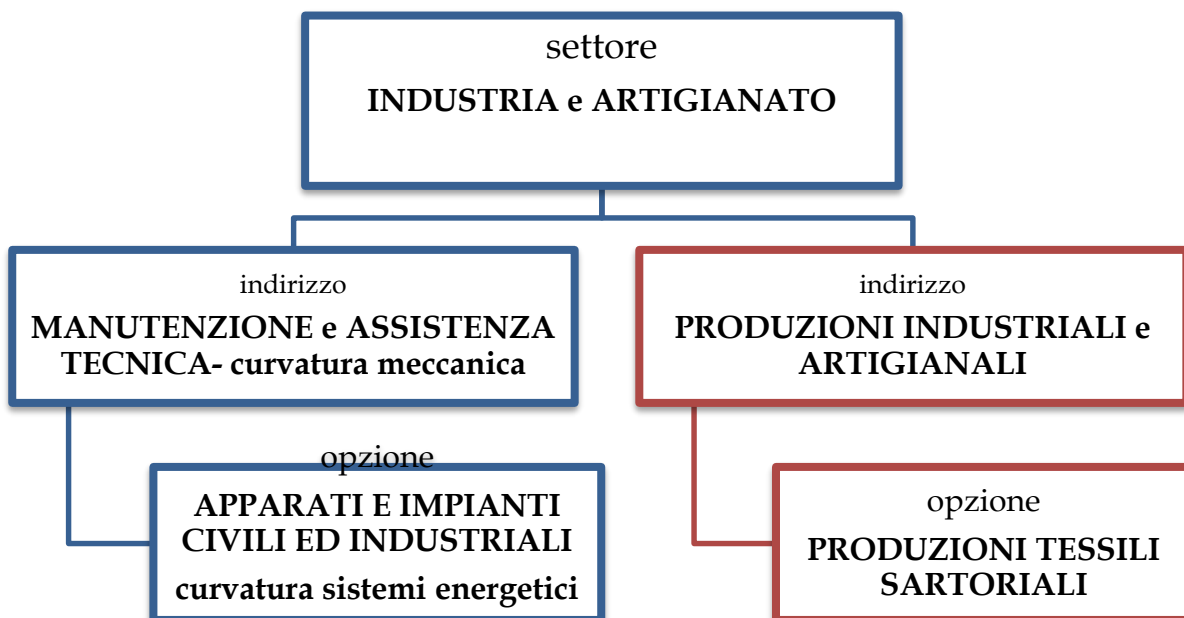 settore
INDUSTRIA e ARTIGIANATO
indirizzo
MANUTENZIONE e ASSISTENZA
TECNICA- curvatura meccanica
indirizzo
PRODUZIONI INDUSTRIALI e
ARTIGIANALI
opzione
APPARATI E IMPIANTI
CIVILI ED INDUSTRIALI
curvatura sistemi energetici
opzione
PRODUZIONI TESSILI
SARTORIALI